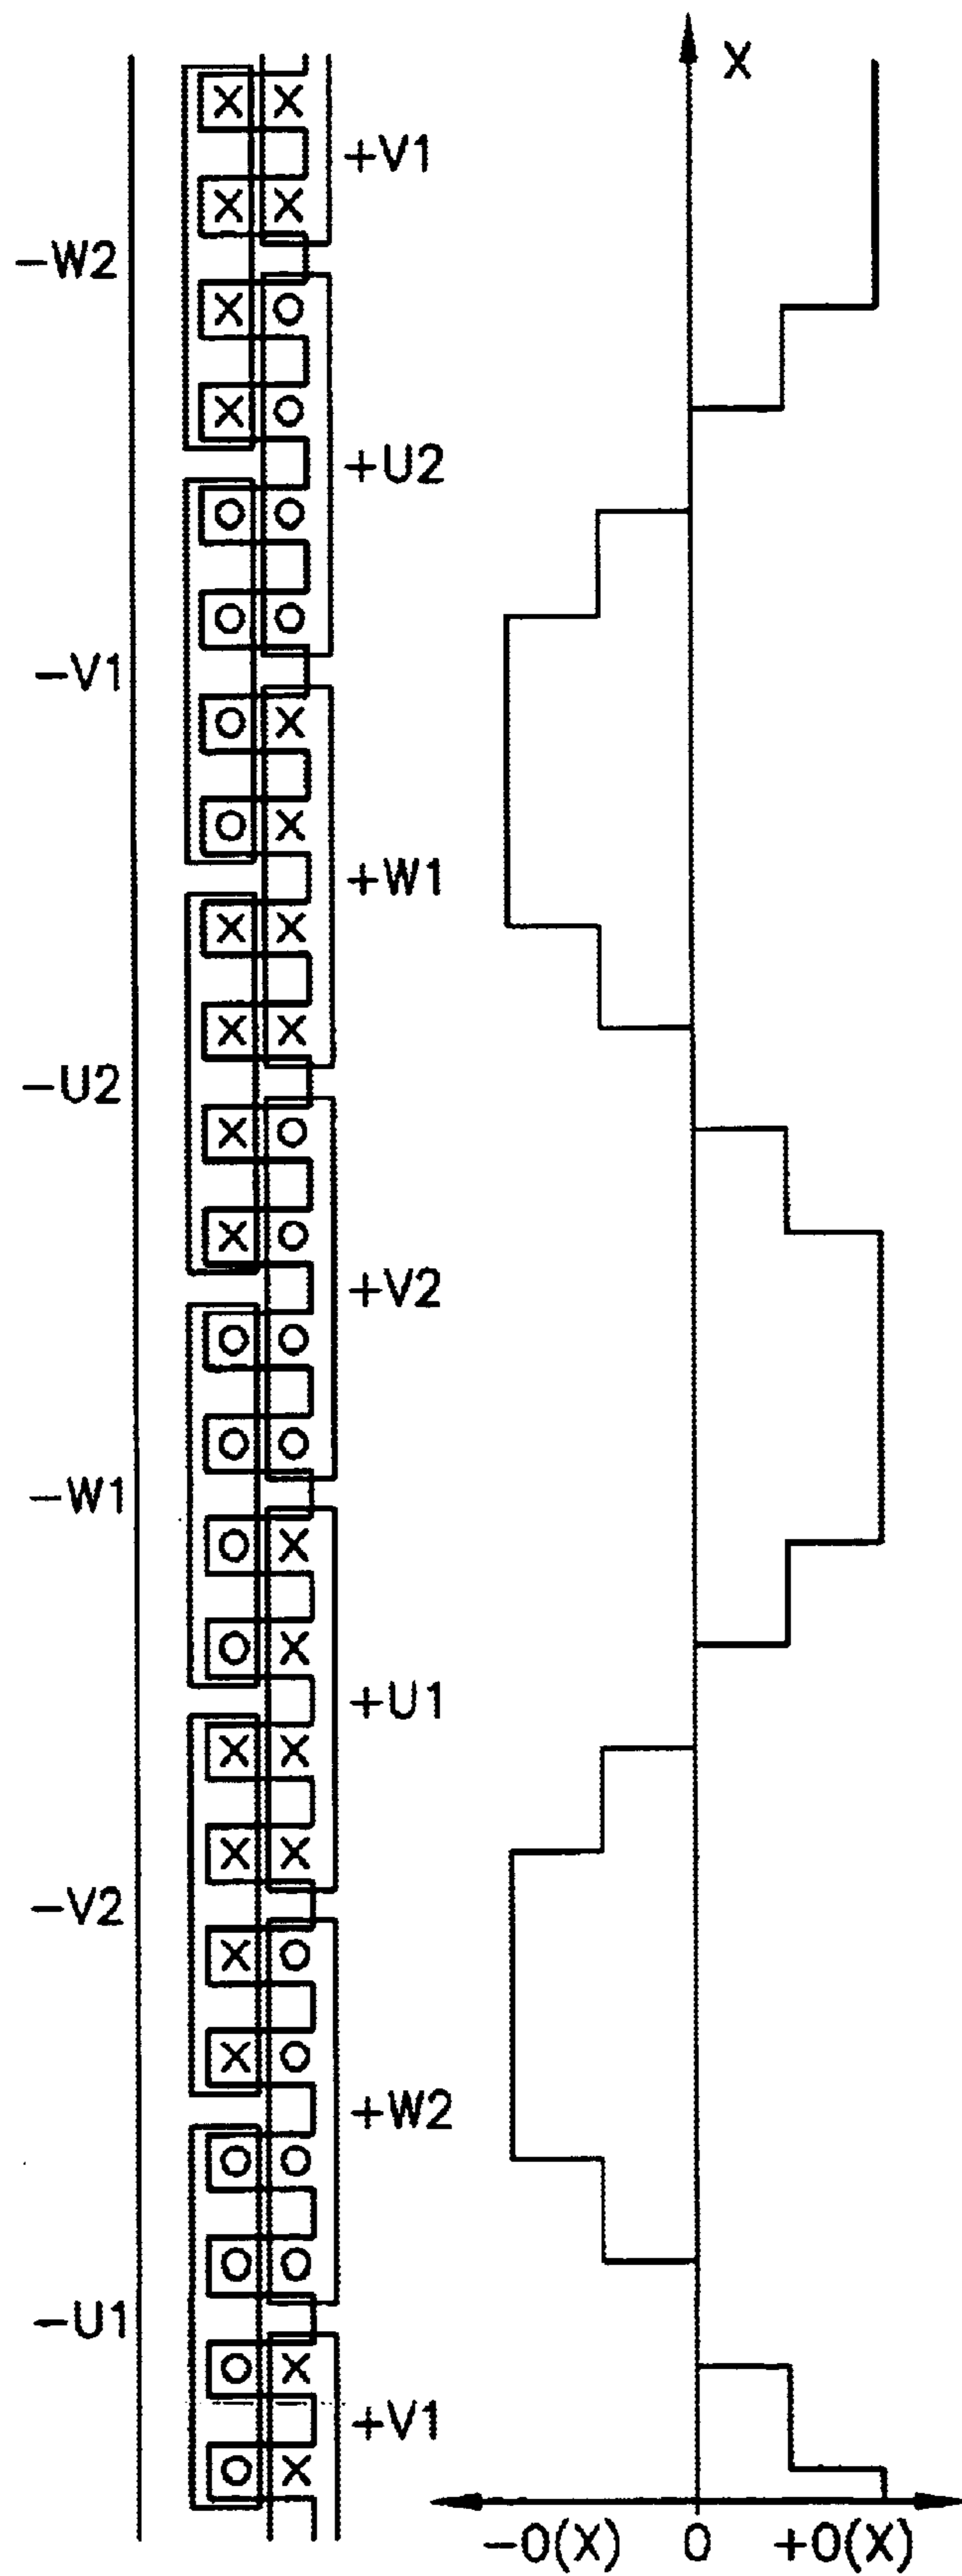 X
X X
+V1
X X
-W2
X O
X O
+U2
O O
O O
-V1
O X
O X
+W1
X X
X X
-U2
X O
X O
+V2
O O
O O
-W1
O X
O X
+U1
X X
X X
-V2
X O
X O
+W2
O O
O O
-U1
O X
+V1
O X
-0(X) 0 +0(X)